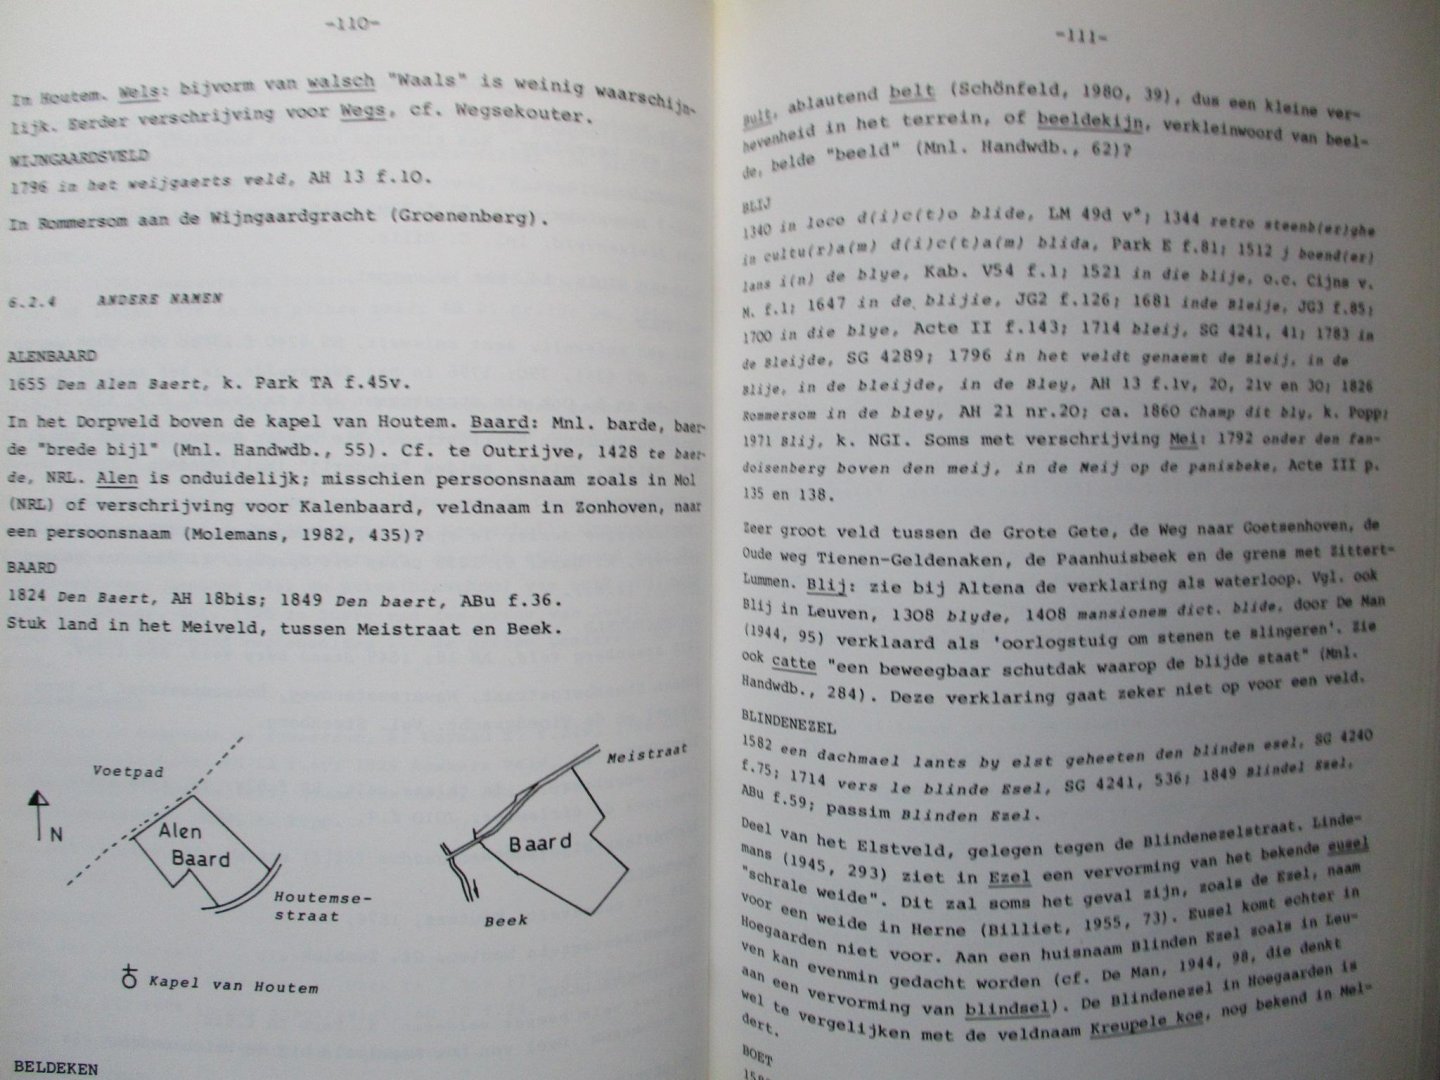 -110-
In Houtem. Wels: bijvorm van walsch "Waals" is weinig waarschijn-
lijk. Eerder verschrijving voor Wegs, cf. Wegsekouter.
WIJNGAARDSVELD
1796 in het weijgaerts veld, AH 13 f.10.
In Rommersom aan de Wijngaardgracht (Groenenberg).
6.2.4 ANDERE NAMEN
ALENBAARD
1655 Den Alen Baert, k. Park TA f.45v.
In het Dorpveld boven de kapel van Houtem. Baard: Mnl. barde, baer-
de "brede bijl" (Mnl. Handwdb., 55). Cf. te Outrijve, 1428 te baer-
de, NRL. Alen is onduidelijk; misschien persoonsnaam zoals in Mol
(NRL) of verschrijving voor Kalenbaard, veldnaam in Zonhoven, naar
een persoonsnaam (Molemans, 1982, 435)?
BAARD
1824 Den Baert, AH 18bis; 1849 Den baert, ABu f.36.
Stuk land in het Meiveld, tussen Meistraat en Beek.
Voetpad
N
Alen
Baard
Houtemse-
straat
Kapel van Houtem
Meistraat
Baard
Beek
BELDEKEN
-111-
bult, ablautend belt (Schönfeld, 1980, 39), dus een kleine ver-
hevenheid in het terrein, of beeldekijn, verkleinwoord van beel-
de, belde "beeld" (Mnl. Handwdb., 62)?
BLIJ
1340 in loco d(i)c(t)o blide, LM 49d v°; 1344 retro steenb(er)ghe
in cultu(r)a(m) d(i)c(t)a(m) blida, Park E f.81; 1512 j boend(er)
lans i(n) de blye, Kab. V54 f.1; 1521 in die blije, o.c. Cijns v.
M. f.1; 1647 in de blijie, JG2 f.126; 1681 inde Bleije, JG3 f.85;
1700 in die blye, Acte II f.143; 1714 bleij, SG 4241, 41; 1783 in
de Bleijde, SG 4289; 1796 in het veldt genaemt de Bleij, in de
Blije, in de bleijde, in de Bley, AH 13 f.1v, 20, 21v en 30; 1826
Rommersom in de bley, AH 21 nr.20; ca. 1860 Champ dit bly, k. Popp;
1971 Blij, k. NGI. Soms met verschrijving Mei: 1792 onder den fan-
doisenberg boven den meij, in de Meij op de panisbeke, Acte III p.
135 en 138.
Zeer groot veld tussen de Grote Gete, de Weg naar Goetsenhoven, de
Oude weg Tienen-Geldenaken, de Paanhuisbeek en de grens met Zittert-
Lummen. Blij: zie bij Altena de verklaring als waterloop. Vgl. ook
Blij in Leuven, 1308 blyde, 1408 mansionem dict. blide, door De Man
(1944, 95) verklaard als 'oorlogstuig om stenen te slingeren'. Zie
ook catte "een beweegbaar schutdak waarop de blijde staat" (Mnl.
Handwdb., 284). Deze verklaring gaat zeker niet op voor een veld.
BLINDENEZEL
1582 een dachmael lants by elst geheeten den blinden esel, SG 4240
f.75; 1714 vers le blinde Esel, SG 4241, 536; 1849 Blindel Ezel,
ABu f.59; passim Blinden Ezel.
Deel van het Elstveld, gelegen tegen de Blindenezelstraat. Linde-
mans (1945, 293) ziet in Ezel een vervorming van het bekende eusel
"schrale weide". Dit zal soms het geval zijn, zoals de Ezel, naam
voor een weide in Herne (Billiet, 1955, 73). Eusel komt echter in
Hoegaarden niet voor. Aan een huisnaam Blinden Ezel zoals in Leu-
ven kan evenmin gedacht worden (cf. De Man, 1944, 98, die denkt
aan een vervorming van blindsel). De Blindenezel in Hoegaarden is
wel te vergelijken met de veldnaam Kreupele koe, nog bekend in Mel-
dert.
BOET